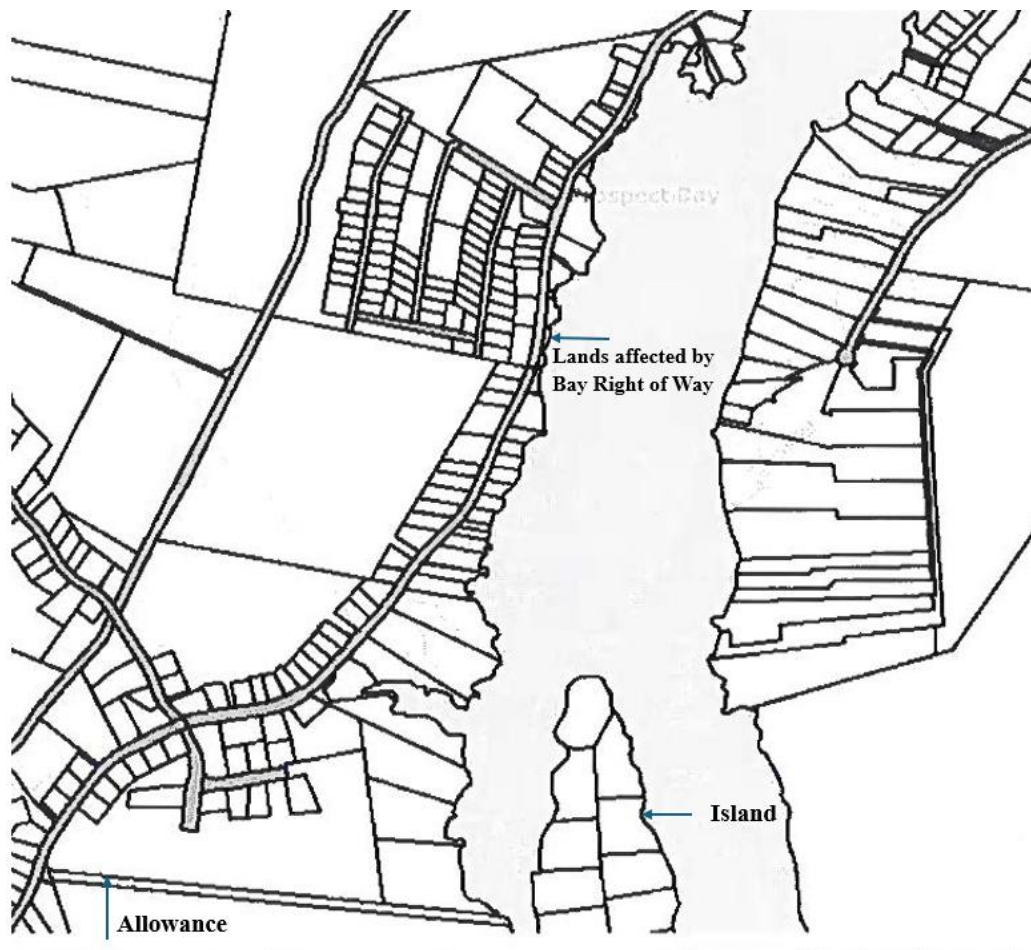 Prospect Bay
Lands affected by
Bay Right of Way
Island
Allowance